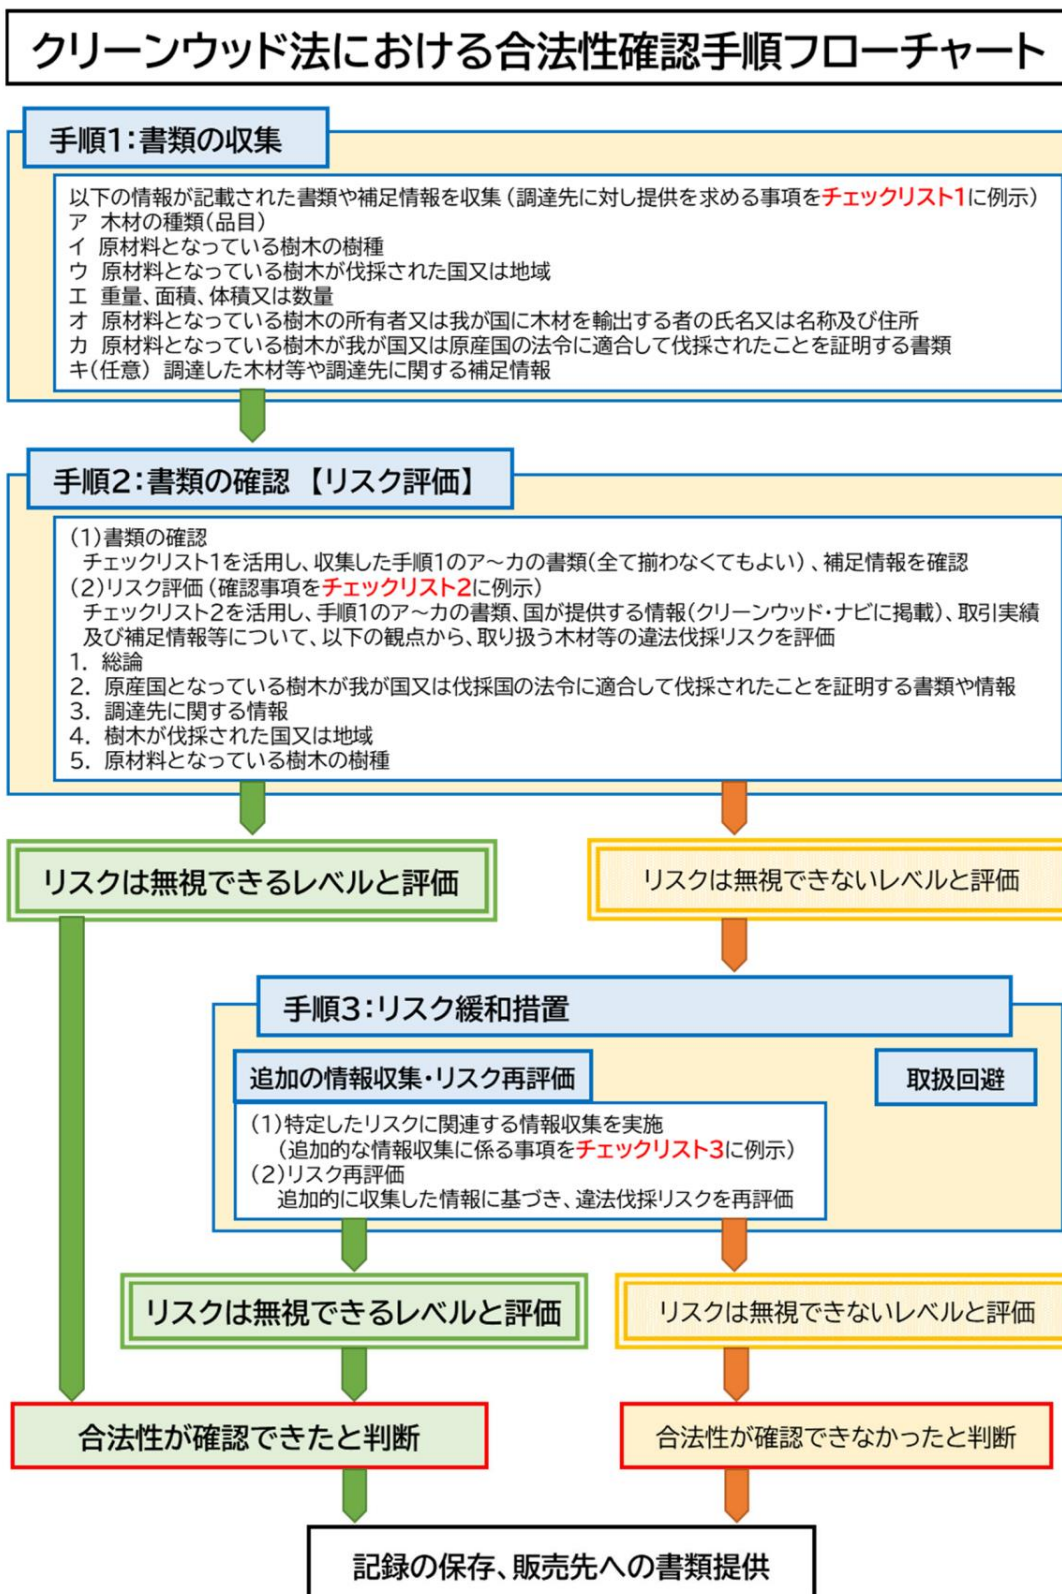 クリーンウッド法における合法性確認手順フローチャート
手順1:書類の収集
以下の情報が記載された書類や補足情報を収集(調達先に対し提供を求める事項をチェックリスト1に例示)
ア 木材の種類(品目)
イ 原材料となっている樹木の樹種
ウ 原材料となっている樹木が伐採された国又は地域
エ 重量、面積、体積又は数量
オ 原材料となっている樹木の所有者又は我が国に木材を輸出する者の氏名又は名称及び住所
カ 原材料となっている樹木が我が国又は原産国の法令に適合して伐採されたことを証明する書類
キ(任意) 調達した木材等や調達先に関する補足情報
手順2:書類の確認 【リスク評価】
(1)書類の確認
チェックリスト1を活用し、収集した手順1のア~カの書類(全て揃わなくてもよい)、補足情報を確認
(2)リスク評価(確認事項をチェックリスト2に例示)
チェックリスト2を活用し、手順1のア~カの書類、国が提供する情報(クリーンウッド・ナビに掲載)、取引実績
及び補足情報等について、以下の観点から、取り扱う木材等の違法伐採リスクを評価
1. 総論
2. 原産国となっている樹木が我が国又は伐採国の法令に適合して伐採されたことを証明する書類や情報
3. 調達先に関する情報
4. 樹木が伐採された国又は地域
5. 原材料となっている樹木の樹種
リスクは無視できるレベルと評価
リスクは無視できないレベルと評価
手順3:リスク緩和措置
追加の情報収集・リスク再評価
取扱回避
(1)特定したリスクに関連する情報収集を実施
(追加的な情報収集に係る事項をチェックリスト3に例示)
(2)リスク再評価
追加的に収集した情報に基づき、違法伐採リスクを再評価
リスクは無視できるレベルと評価
リスクは無視できないレベルと評価
合法性が確認できたと判断
合法性が確認できなかったと判断
記録の保存、販売先への書類提供